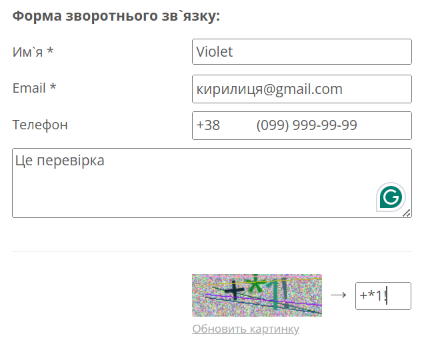 Форма зворотнього зв`язку:
Им`я * Violet
Email * кирилиця@gmail.com
Телефон +38 (099) 999-99-99
Це перевірка
+*1! → +*1!
Обновить картинку